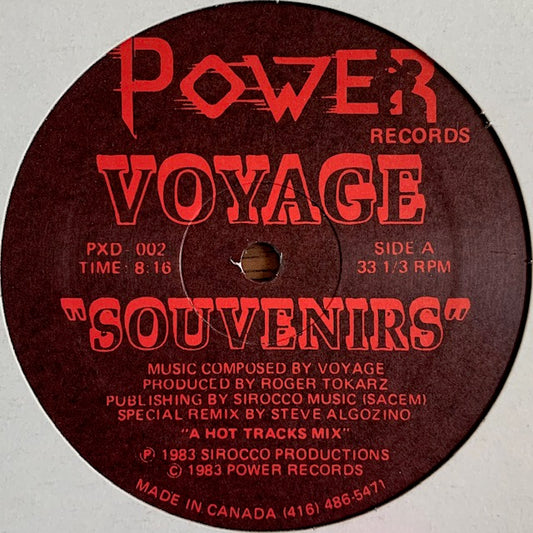 POWER
RECORDS
VOYAGE
PXD 002 SIDE A
TIME: 8:16 33 1/3 RPM
"SOUVENIRS"
MUSIC COMPOSED BY VOYAGE
PRODUCED BY ROGER TOKARZ
PUBLISHING BY SIROCCO MUSIC (SACEM)
SPECIAL REMIX BY STEVE ALGOZINO
"A HOT TRACKS MIX"
℗ 1983 SIROCCO PRODUCTIONS
© 1983 POWER RECORDS
MADE IN CANADA (416) 486-5471